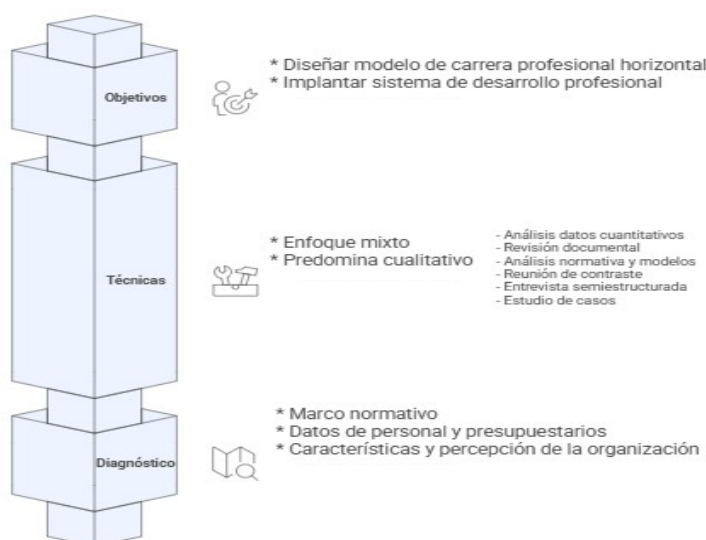 Objetivos
* Diseñar modelo de carrera profesional horizontal
* Implantar sistema de desarrollo profesional
Técnicas
* Enfoque mixto
* Predomina cualitativo
- Análisis datos cuantitativos
- Revisión documental
- Análisis normativa y modelos
- Reunión de contraste
- Entrevista semiestructurada
- Estudio de casos
Diagnóstico
* Marco normativo
* Datos de personal y presupuestarios
* Características y percepción de la organización